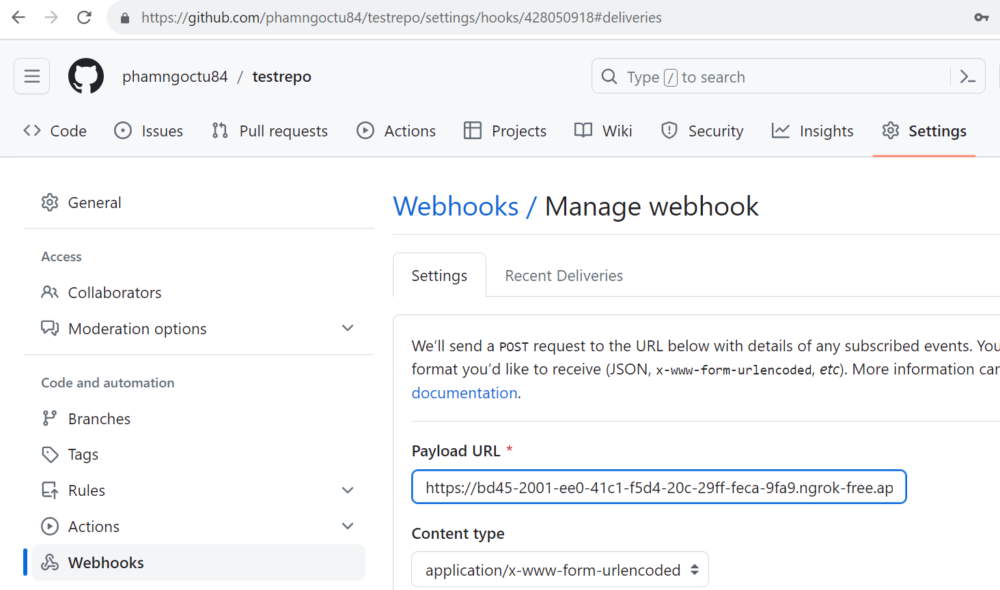 https://github.com/phamngoctu84/testrepo/settings/hooks/428050918#deliveries
phamngoctu84 / testrepo
Type / to search
Code Issues Pull requests Actions Projects Wiki Security Insights Settings
General
Access
Collaborators
Moderation options
Code and automation
Branches
Tags
Rules
Actions
Webhooks
Webhooks / Manage webhook
Settings Recent Deliveries
We’ll send a POST request to the URL below with details of any subscribed events. You
format you’d like to receive (JSON, x-www-form-urlencoded, etc). More information can
documentation.
Payload URL *
https://bd45-2001-ee0-41c1-f5d4-20c-29ff-feca-9fa9.ngrok-free.ap
Content type
application/x-www-form-urlencoded